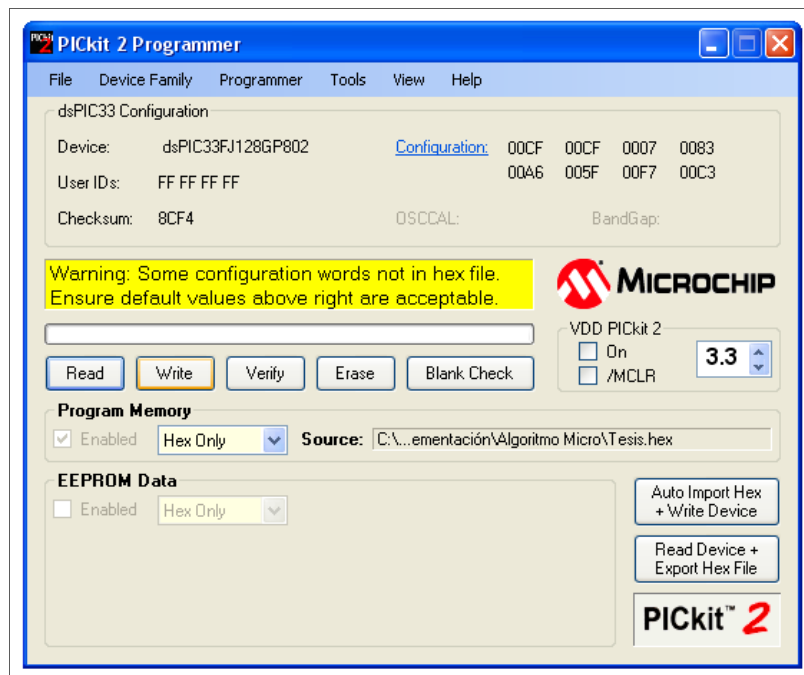 PICkit 2 Programmer
File Device Family Programmer Tools View Help
dsPIC33 Configuration
Device: dsPIC33FJ128GP802 Configuration: 00CF 00CF 0007 0083
00A6 005F 00F7 00C3
User IDs: FF FF FF FF
Checksum: 8CF4 OSCCAL: BandGap:
Warning: Some configuration words not in hex file.
Ensure default values above right are acceptable.
MICROCHIP
VDD PICkit 2
On
/MCLR
3.3
Read Write Verify Erase Blank Check
Program Memory
Enabled Hex Only Source: C:\...ementación\Algoritmo Micro\Tesis.hex
EEPROM Data
Enabled Hex Only
Auto Import Hex
+ Write Device
Read Device +
Export Hex File
PICkit™ 2